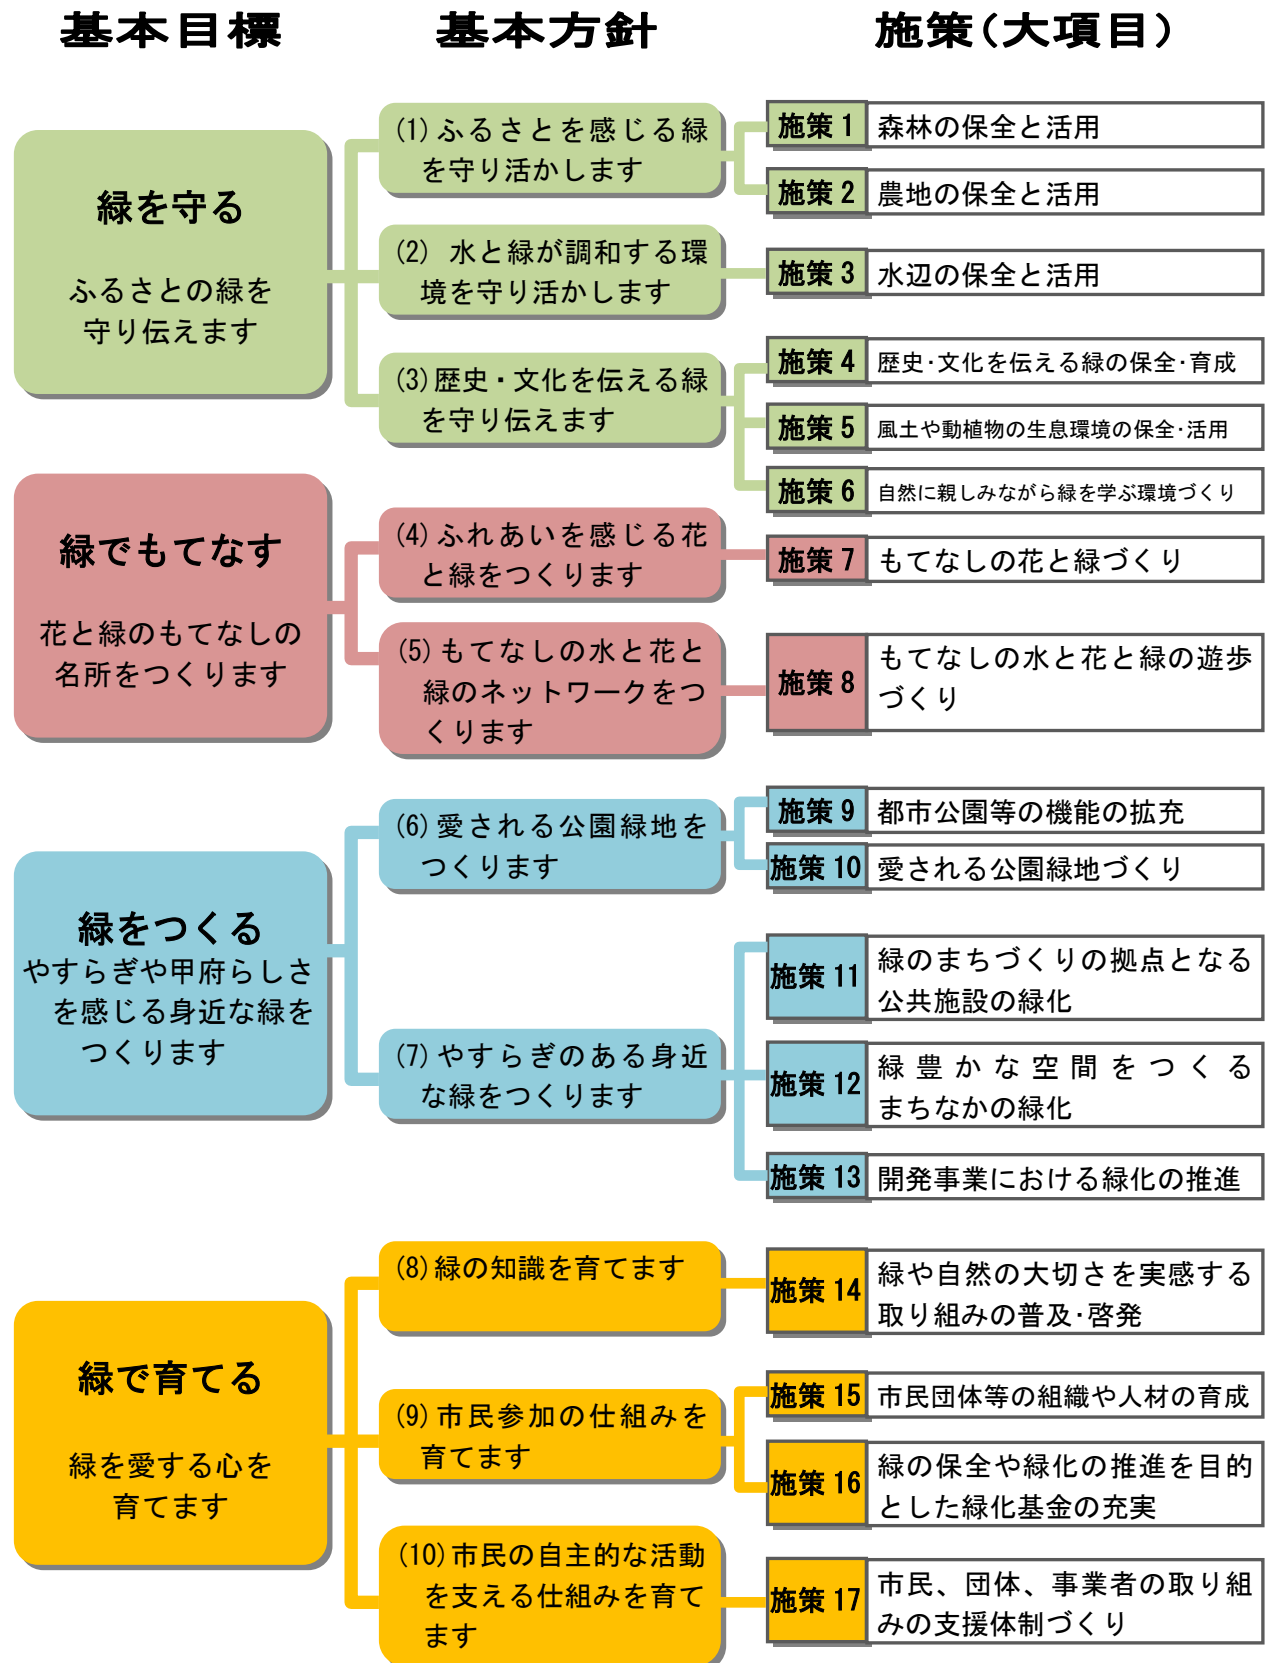 基本目標
基本方針
施策(大項目)
緑を守る
ふるさとの緑を
守り伝えます
(1)ふるさとを感じる緑
を守り活かします
施策 1
森林の保全と活用
施策 2
農地の保全と活用
(2) 水と緑が調和する環
境を守り活かします
施策 3
水辺の保全と活用
(3)歴史・文化を伝える緑
を守り伝えます
施策 4
歴史･文化を伝える緑の保全･育成
施策 5
風土や動植物の生息環境の保全･活用
施策 6
自然に親しみながら緑を学ぶ環境づくり
緑でもてなす
花と緑のもてなしの
名所をつくります
(4)ふれあいを感じる花
と緑をつくります
施策 7
もてなしの花と緑づくり
(5)もてなしの水と花と
緑のネットワークをつ
くります
施策 8
もてなしの水と花と緑の遊歩
づくり
緑をつくる
やすらぎや甲府らしさ
を感じる身近な緑を
つくります
(6)愛される公園緑地を
つくります
施策 9
都市公園等の機能の拡充
施策 10
愛される公園緑地づくり
(7)やすらぎのある身近
な緑をつくります
施策 11
緑のまちづくりの拠点となる
公共施設の緑化
施策 12
緑豊かな空間をつくる
まちなかの緑化
施策 13
開発事業における緑化の推進
緑で育てる
緑を愛する心を
育てます
(8)緑の知識を育てます
施策 14
緑や自然の大切さを実感する
取り組みの普及･啓発
(9)市民参加の仕組みを
育てます
施策 15
市民団体等の組織や人材の育成
施策 16
緑の保全や緑化の推進を目的
とした緑化基金の充実
(10)市民の自主的な活動
を支える仕組みを育て
ます
施策 17
市民、団体、事業者の取り組
みの支援体制づくり